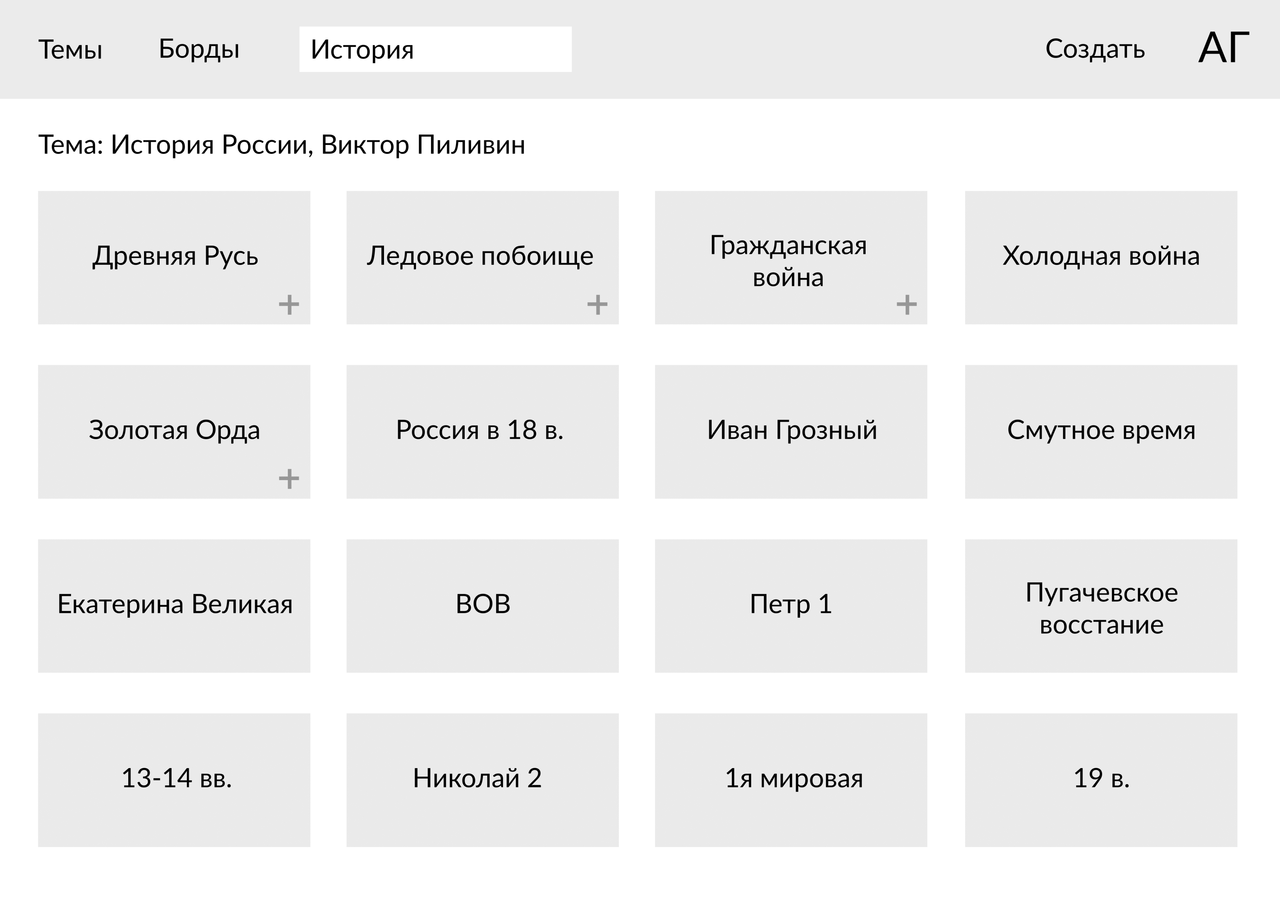 Темы Борды История Создать АГ
Тема: История России, Виктор Пиливин
Древняя Русь
+
Ледовое побоище
+
Гражданская
война
+
Холодная война
Золотая Орда
+
Россия в 18 в.
Иван Грозный
Смутное время
Екатерина Великая
ВОВ
Петр 1
Пугачевское
восстание
13-14 вв.
Николай 2
1я мировая
19 в.